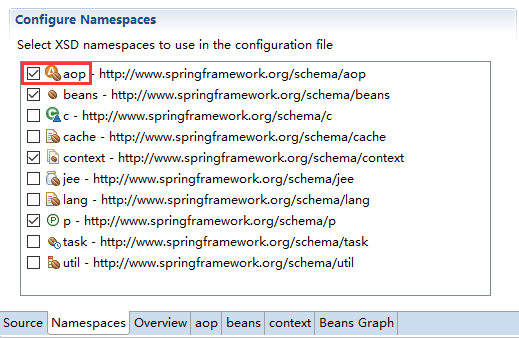 Configure Namespaces
Select XSD namespaces to use in the configuration file
aop - http://www.springframework.org/schema/aop
beans - http://www.springframework.org/schema/beans
c - http://www.springframework.org/schema/c
cache - http://www.springframework.org/schema/cache
context - http://www.springframework.org/schema/context
jee - http://www.springframework.org/schema/jee
lang - http://www.springframework.org/schema/lang
p - http://www.springframework.org/schema/p
task - http://www.springframework.org/schema/task
util - http://www.springframework.org/schema/util
Source Namespaces Overview aop beans context Beans Graph